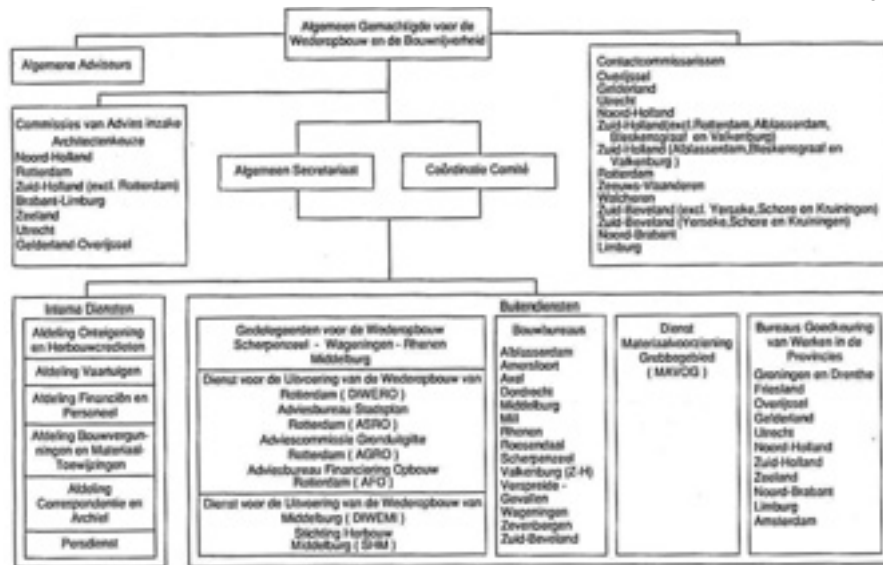 Algemeen Gemachtigde voor de
Wederopbouw en de Bouwnijverheid
Algemene Adviseurs
Contactcommissarissen
Overijssel
Gelderland
Utrecht
Noord-Holland
Zuid-Holland(excl.Rotterdam,Alblasserdam,
Bleskensgraaf en Valkenburg)
Zuid-Holland (Alblasserdam,Bleskensgraaf en
Valkenburg )
Rotterdam
Zeeuws-Vlaanderen
Walcheren
Zuid-Beveland (excl. Yerseke,Schore en Kruiningen)
Zuid-Beveland (Yerseke,Schore en Kruiningen)
Noord-Brabant
Limburg
Commissies van Advies inzake
Architectenkeuze
Noord-Holland
Rotterdam
Zuid-Holland (excl. Rotterdam)
Brabant-Limburg
Zeeland
Utrecht
Gelderland-Overijssel
Algemeen Secretariaat
Coördinatie Comité
Interne Diensten
Afdeling Onteigening
en Herbouwcredieten
Afdeling Vaartuigen
Afdeling Financiën en
Personeel
Afdeling Bouwvergun-
ningen en Materiaal-
Toewijzingen
Afdeling
Correspondentie en
Archief
Persdienst
Buitendiensten
Gedelegeerden voor de Wederopbouw
Scherpenzeel - Wageningen - Rhenen
Middelburg
Dienst voor de Uitvoering van de Wederopbouw van
Rotterdam ( DIWERO )
Adviesbureau Stadsplan
Rotterdam ( ASRO )
Adviescommissie Gronduitgifte
Rotterdam ( AGRO )
Adviesbureau Financiering Opbouw
Rotterdam ( AFO )
Dienst voor de Uitvoering van de Wederopbouw van
Middelburg ( DIWEMI )
Stichting Herbouw
Middelburg ( SHM )
Bouwbureaus
Alblasserdam
Amersfoort
Axel
Dordrecht
Middelburg
Mill
Rhenen
Roosendaal
Scherpenzeel
Valkenburg (Z-H)
Verspreide -
Gevallen
Wageningen
Zevenbergen
Zuid-Beveland
Dienst
Materiaalvoorziening
Grebbegebied
( MAVOG )
Bureaus Goedkeuring
van Werken in de
Provincies
Groningen en Drenthe
Friesland
Overijssel
Gelderland
Utrecht
Noord-Holland
Zuid-Holland
Zeeland
Noord-Brabant
Limburg
Amsterdam